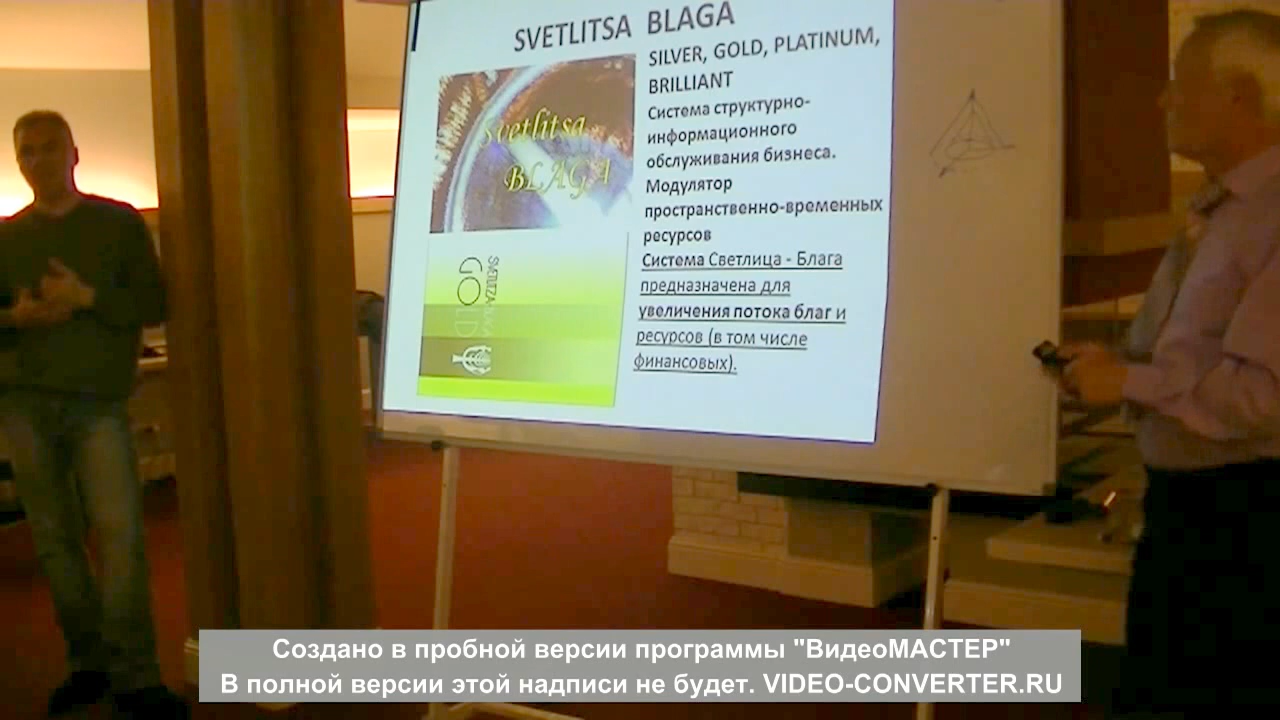 SVETLITSA BLAGA
SILVER, GOLD, PLATINUM,
BRILLIANT
Система структурно-
информационного
обслуживания бизнеса.
Модулятор
пространственно-временных
ресурсов
Система Светлица - Блага
предназначена для
увеличения потока благ и
ресурсов (в том числе
финансовых).
Svetlitsa
BLAGA
GOLD
Создано в пробной версии программы "ВидеоМАСТЕР"
В полной версии этой надписи не будет. VIDEO-CONVERTER.RU